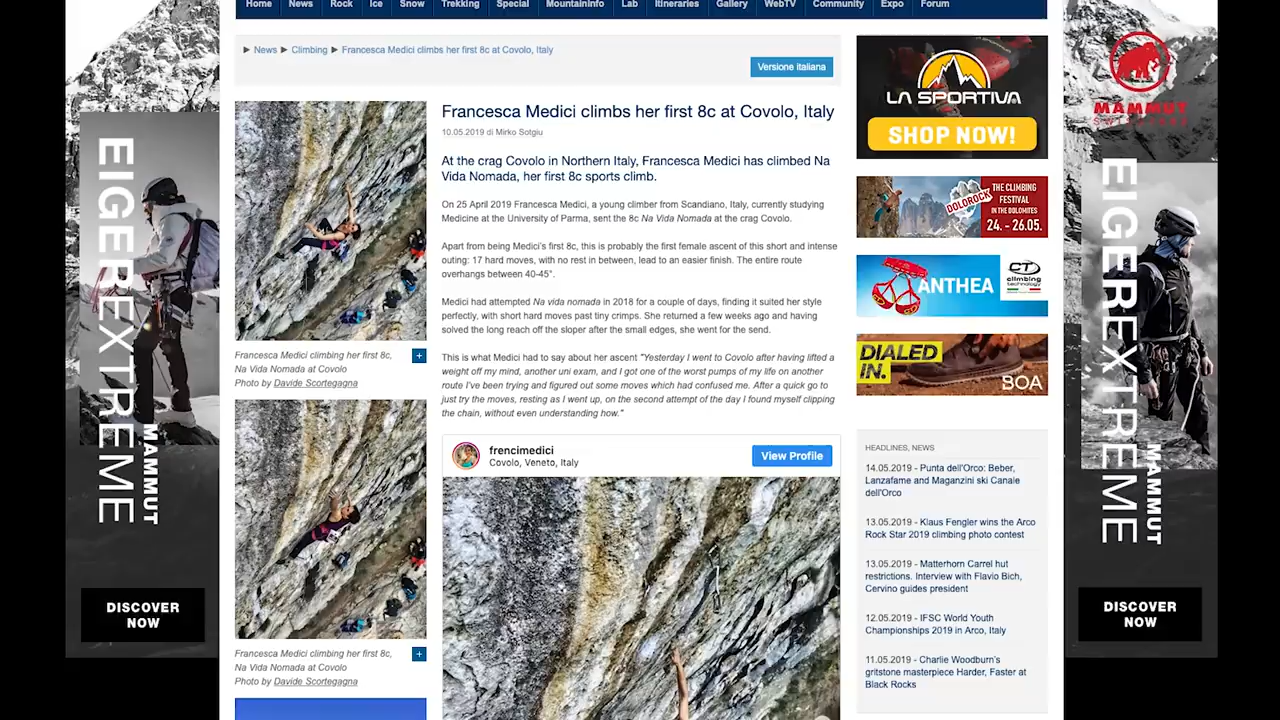 Home
News
Rock
Ice
Snow
Trekking
Special
MountainInfo
Lab
Itineraries
Gallery
WebTV
Community
Expo
Forum
News
Climbing
Francesca Medici climbs her first 8c at Covolo, Italy
Versione italiana
Francesca Medici climbs her first 8c at Covolo, Italy
10.05.2019 di Mirko Sotgiu
At the crag Covolo in Northern Italy, Francesca Medici has climbed Na
Vida Nomada, her first 8c sports climb.
On 25 April 2019 Francesca Medici, a young climber from Scandiano, Italy, currently studying
Medicine at the University of Parma, sent the 8c Na Vida Nomada at the crag Covolo.
Apart from being Medici's first 8c, this is probably the first female ascent of this short and intense
outing: 17 hard moves, with no rest in between, lead to an easier finish. The entire route
overhangs between 40-45°.
Medici had attempted Na vida nomada in 2018 for a couple of days, finding it suited her style
perfectly, with short hard moves past tiny crimps. She returned a few weeks ago and having
solved the long reach off the sloper after the small edges, she went for the send.
This is what Medici had to say about her ascent "Yesterday I went to Covolo after having lifted a
weight off my mind, another uni exam, and I got one of the worst pumps of my life on another
route I've been trying and figured out some moves which had confused me. After a quick go to
just try the moves, resting as I went up, on the second attempt of the day I found myself clipping
the chain, without even understanding how."
frencimedici
Covolo, Veneto, Italy
View Profile
Francesca Medici climbing her first 8c,
Na Vida Nomada at Covolo
Photo by Davide Scortegagna
+
Francesca Medici climbing her first 8c,
Na Vida Nomada at Covolo
Photo by Davide Scortegagna
+
LA SPORTIVA
SHOP NOW!
DOLOROCK
THE CLIMBING
FESTIVAL
IN THE DOLOMITES
24. - 26.05.
ANTHEA
CT
climbing
technology
DIALED
IN.
BOA
HEADLINES, NEWS
14.05.2019 - Punta dell'Orco: Beber,
Lanzafame and Maganzini ski Canale
dell'Orco
13.05.2019 - Klaus Fengler wins the Arco
Rock Star 2019 climbing photo contest
13.05.2019 - Matterhorn Carrel hut
restrictions. Interview with Flavio Bich,
Cervino guides president
12.05.2019 - IFSC World Youth
Championships 2019 in Arco, Italy
11.05.2019 - Charlie Woodburn's
gritstone masterpiece Harder, Faster at
Black Rocks
EIGER EXTREME
MAMMUT
DISCOVER
NOW
MAMMUT
SWITZERLAND
EIGER EXTREME
MAMMUT
DISCOVER
NOW